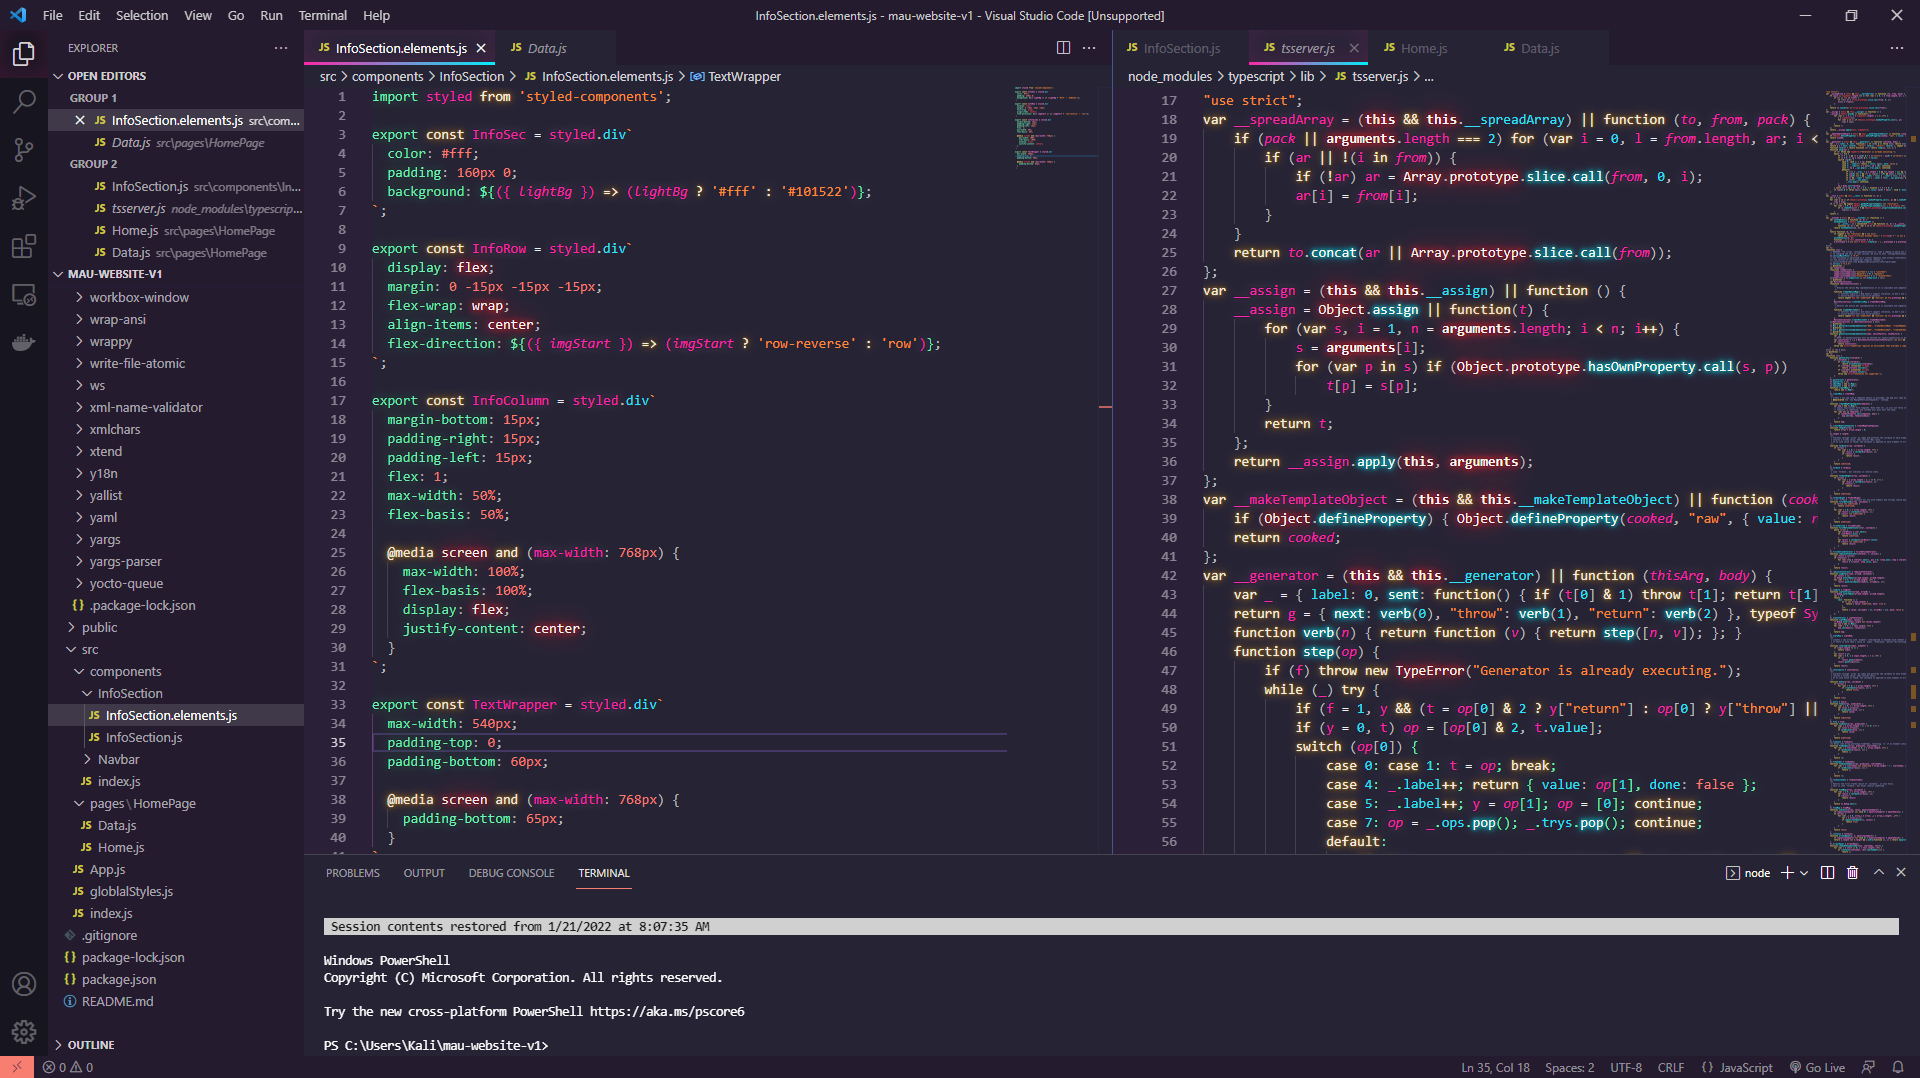 File Edit Selection View Go Run Terminal Help
InfoSection.elements.js - mau-website-v1 - Visual Studio Code [Unsupported]
EXPLORER
OPEN EDITORS
GROUP 1
JS InfoSection.elements.js src\com...
JS Data.js src\pages\HomePage
GROUP 2
JS InfoSection.js src\components\In...
JS tsserver.js node_modules\typescrip...
JS Home.js src\pages\HomePage
JS Data.js src\pages\HomePage
MAU-WEBSITE-V1
workbox-window
wrap-ansi
wrappy
write-file-atomic
ws
xml-name-validator
xmlchars
xtend
y18n
yallist
yaml
yargs
yargs-parser
yocto-queue
{} .package-lock.json
public
src
components
InfoSection
JS InfoSection.elements.js
JS InfoSection.js
Navbar
JS index.js
pages\HomePage
JS Data.js
JS Home.js
JS App.js
JS globlalStyles.js
JS index.js
.gitignore
{} package-lock.json
{} package.json
README.md
OUTLINE
JS InfoSection.elements.js JS Data.js
src > components > InfoSection > JS InfoSection.elements.js > TextWrapper
1 import styled from 'styled-components';
2
3 export const InfoSec = styled.div`
4 color: #fff;
5 padding: 160px 0;
6 background: ${({ lightBg }) => (lightBg ? '#fff' : '#101522')};
7 `;
8
9 export const InfoRow = styled.div`
10 display: flex;
11 margin: 0 -15px -15px -15px;
12 flex-wrap: wrap;
13 align-items: center;
14 flex-direction: ${({ imgStart }) => (imgStart ? 'row-reverse' : 'row')};
15 `;
16
17 export const InfoColumn = styled.div`
18 margin-bottom: 15px;
19 padding-right: 15px;
20 padding-left: 15px;
21 flex: 1;
22 max-width: 50%;
23 flex-basis: 50%;
24
25 @media screen and (max-width: 768px) {
26 max-width: 100%;
27 flex-basis: 100%;
28 display: flex;
29 justify-content: center;
30 }
31 `;
32
33 export const TextWrapper = styled.div`
34 max-width: 540px;
35 padding-top: 0;
36 padding-bottom: 60px;
37
38 @media screen and (max-width: 768px) {
39 padding-bottom: 65px;
40 }
JS InfoSection.js JS tsserver.js JS Home.js JS Data.js
node_modules > typescript > lib > JS tsserver.js > ...
17 "use strict";
18 var __spreadArray = (this && this.__spreadArray) || function (to, from, pack) {
19 if (pack || arguments.length === 2) for (var i = 0, l = from.length, ar; i <
20 if (ar || !(i in from)) {
21 if (!ar) ar = Array.prototype.slice.call(from, 0, i);
22 ar[i] = from[i];
23 }
24 }
25 return to.concat(ar || Array.prototype.slice.call(from));
26 };
27 var __assign = (this && this.__assign) || function () {
28 __assign = Object.assign || function(t) {
29 for (var s, i = 1, n = arguments.length; i < n; i++) {
30 s = arguments[i];
31 for (var p in s) if (Object.prototype.hasOwnProperty.call(s, p))
32 t[p] = s[p];
33 }
34 return t;
35 };
36 return __assign.apply(this, arguments);
37 };
38 var __makeTemplateObject = (this && this.__makeTemplateObject) || function (cook
39 if (Object.defineProperty) { Object.defineProperty(cooked, "raw", { value: r
40 return cooked;
41 };
42 var __generator = (this && this.__generator) || function (thisArg, body) {
43 var _ = { label: 0, sent: function() { if (t[0] & 1) throw t[1]; return t[1]
44 return g = { next: verb(0), "throw": verb(1), "return": verb(2) }, typeof Sy
45 function verb(n) { return function (v) { return step([n, v]); }; }
46 function step(op) {
47 if (f) throw new TypeError("Generator is already executing.");
48 while (_) try {
49 if (f = 1, y && (t = op[0] & 2 ? y["return"] : op[0] ? y["throw"] ||
50 if (y = 0, t) op = [op[0] & 2, t.value];
51 switch (op[0]) {
52 case 0: case 1: t = op; break;
53 case 4: _.label++; return { value: op[1], done: false };
54 case 5: _.label++; y = op[1]; op = [0]; continue;
55 case 7: op = _.ops.pop(); _.trys.pop(); continue;
56 default:
PROBLEMS OUTPUT DEBUG CONSOLE TERMINAL
node
Session contents restored from 1/21/2022 at 8:07:35 AM
Windows PowerShell
Copyright (C) Microsoft Corporation. All rights reserved.
Try the new cross-platform PowerShell https://aka.ms/pscore6
PS C:\Users\Kali\mau-website-v1>
0 0
Ln 35, Col 18 Spaces: 2 UTF-8 CRLF {} JavaScript Go Live